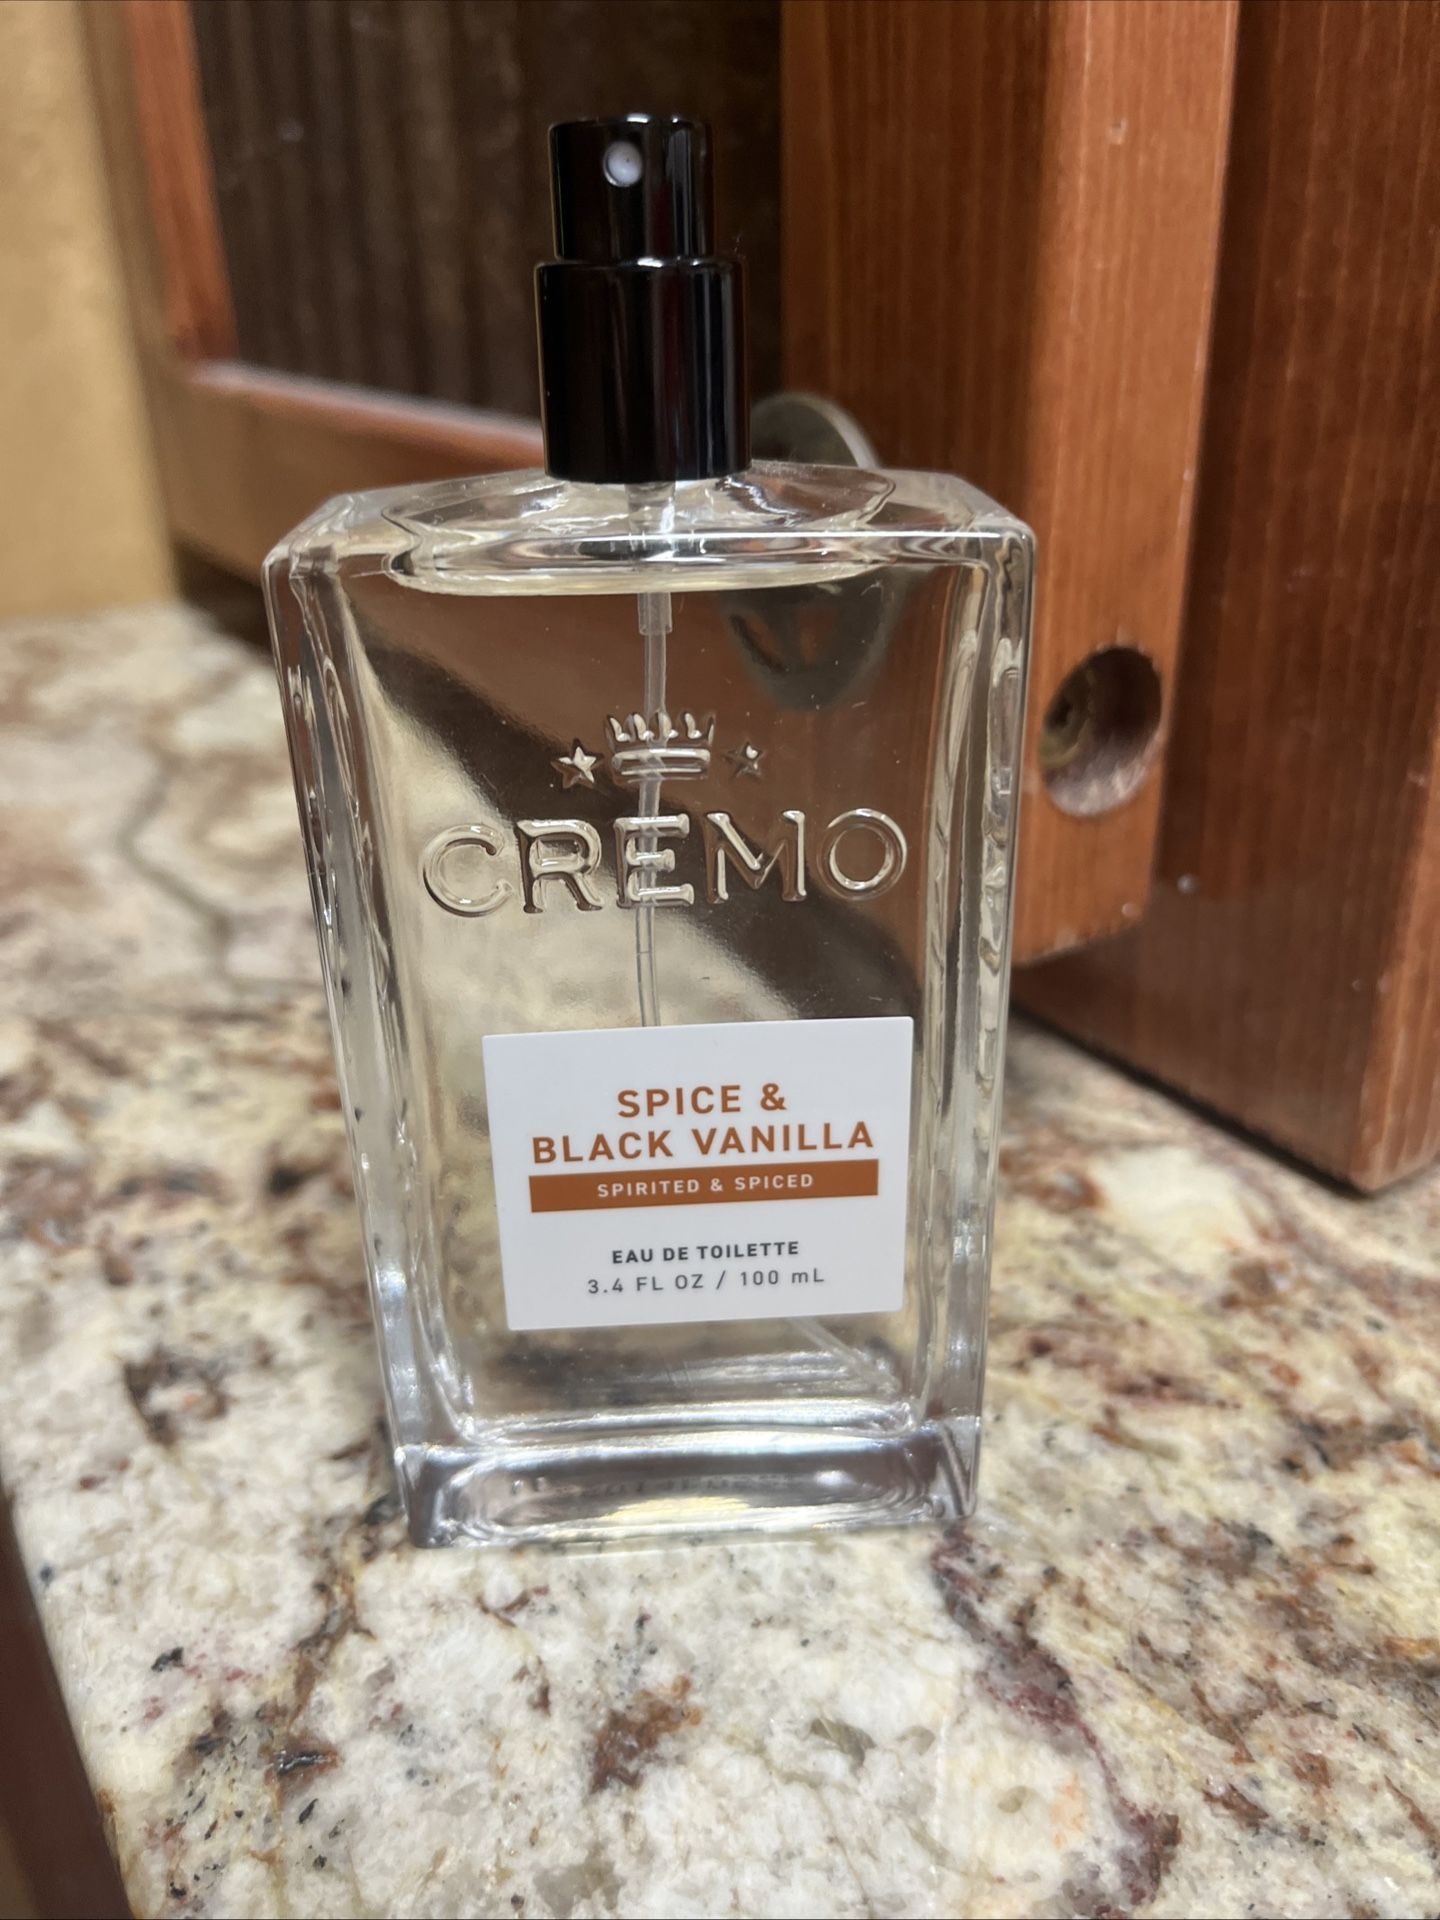 CREMO
SPICE &
BLACK VANILLA
SPIRITED & SPICED
EAU DE TOILETTE
3.4 FL OZ / 100 mL